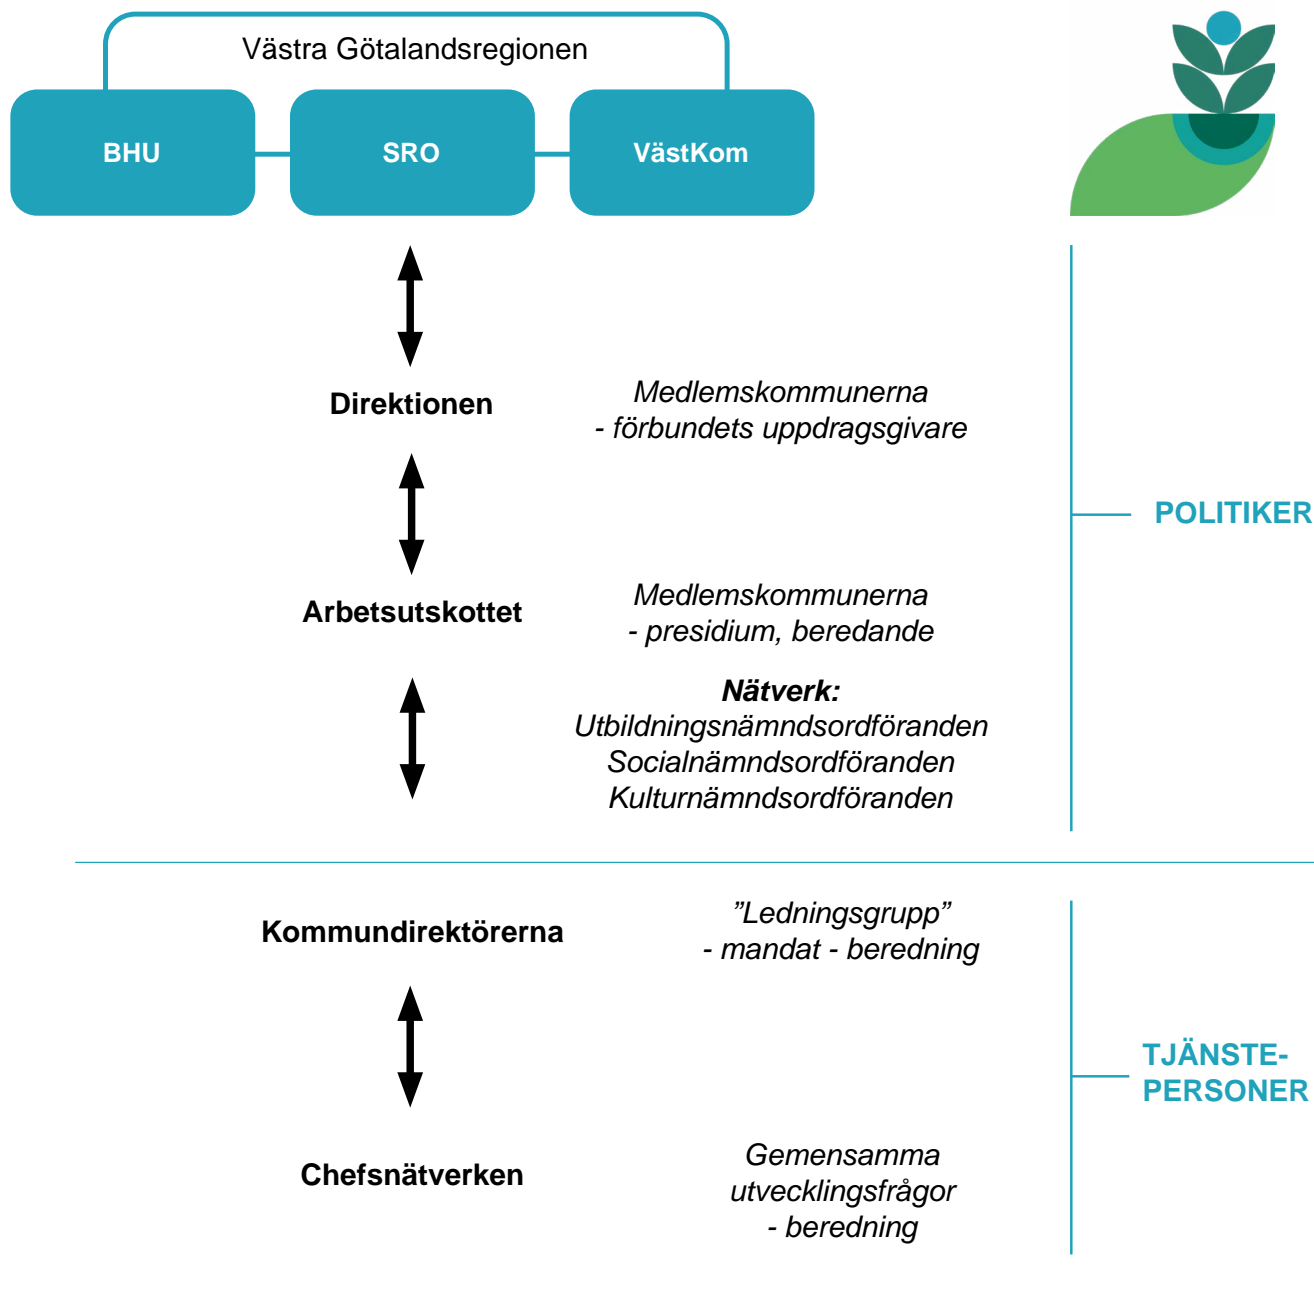 Västra Götalandsregionen
BHU
SRO
VästKom
Direktionen
Medlemskommunerna
- förbundets uppdragsgivare
POLITIKER
Arbetsutskottet
Medlemskommunerna
- presidium, beredande
Nätverk:
Utbildningsnämndsordföranden
Socialnämndsordföranden
Kulturnämndsordföranden
Kommundirektörerna
”Ledningsgrupp”
- mandat - beredning
TJÄNSTE-
PERSONER
Chefsnätverken
Gemensamma
utvecklingsfrågor
- beredning